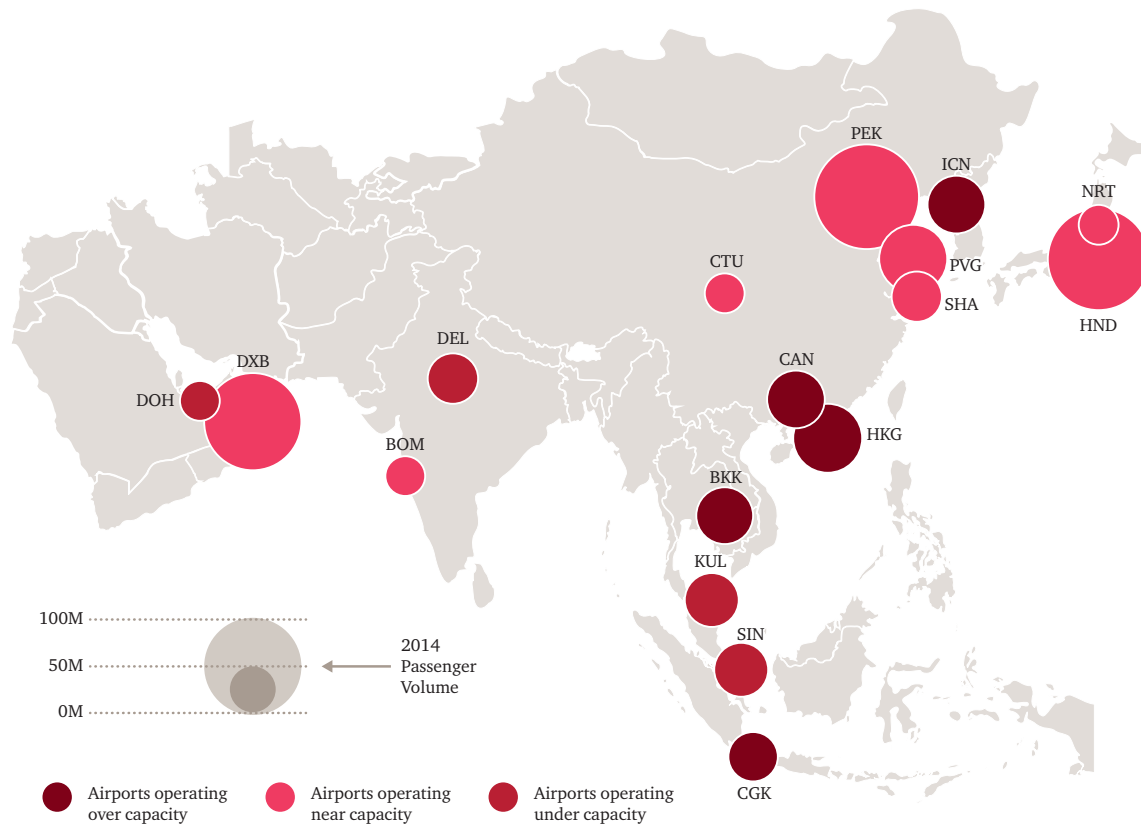 PEK
ICN
NRT
CTU
PVG
SHA
HND
DEL
DXB
CAN
DOH
HKG
BOM
BKK
KUL
SIN
CGK
100M
50M
0M
2014
Passenger
Volume
Airports operating
over capacity
Airports operating
near capacity
Airports operating
under capacity